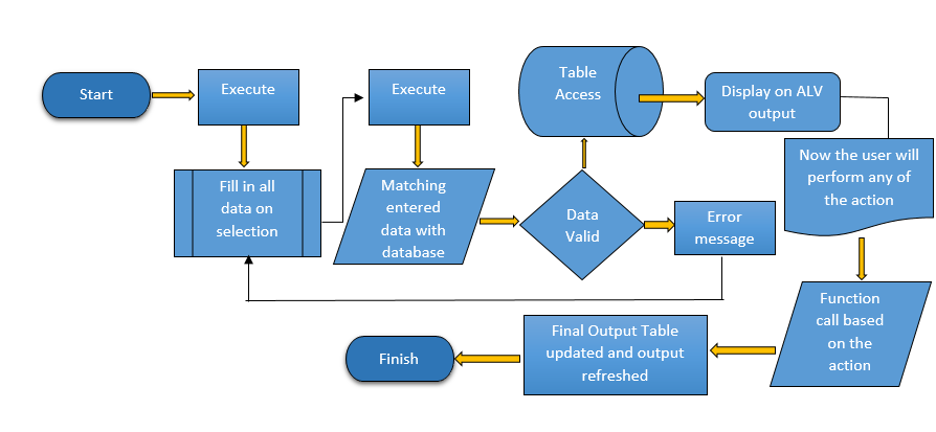 Start
Execute
Fill in all
data on
selection
Execute
Matching
entered
data with
database
Data
Valid
Table
Access
Error
message
Display on ALV
output
Now the user will
perform any of
the action
Function
call based
on the
action
Final Output Table
updated and output
refreshed
Finish